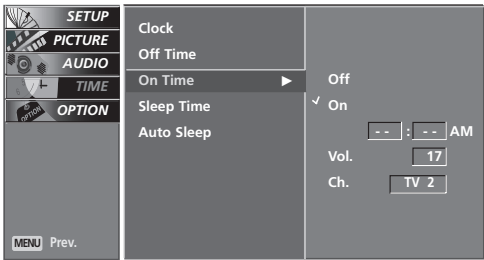 SETUP
PICTURE
AUDIO
TIME
OPTION
OPTION
MENU Prev.
Clock
Off Time
On Time ►
Sleep Time
Auto Sleep
Off
✓ On
- - : - - AM
Vol. 17
Ch. TV 2